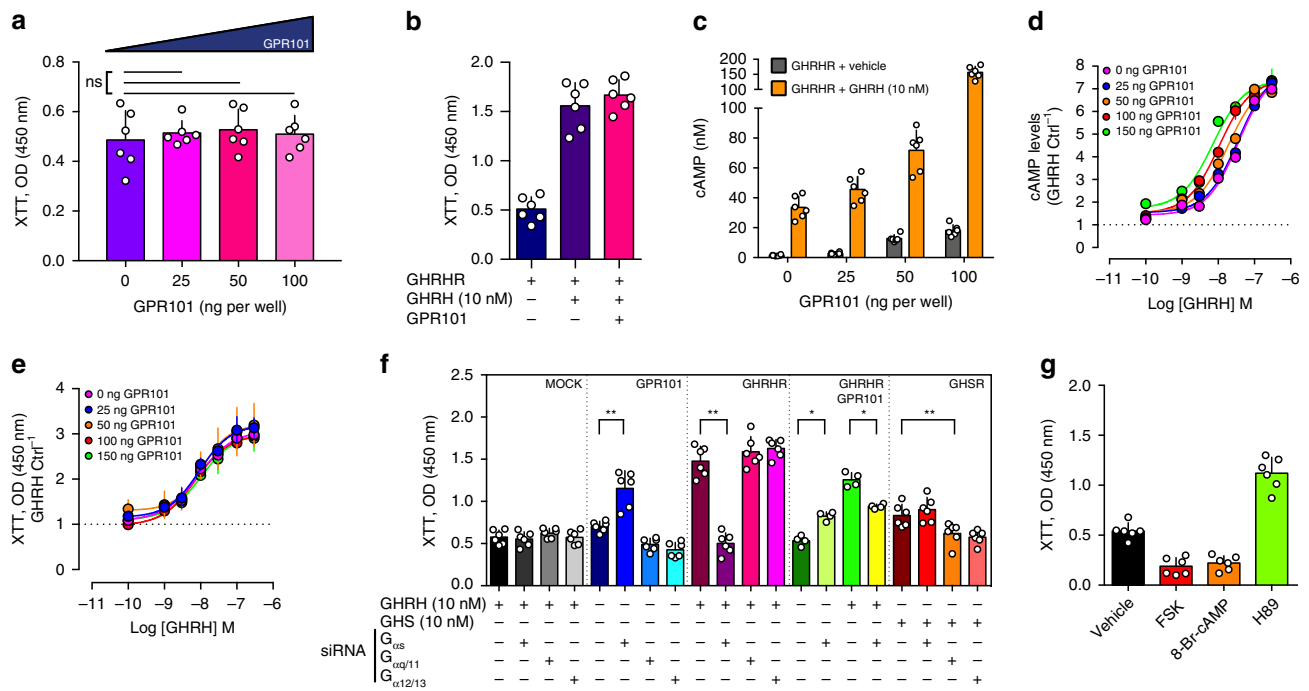 a
GPR101
ns
XTT, OD (450 nm)
0.8
0.6
0.4
0.2
0.0
0 25 50 100
GPR101 (ng per well)
b
XTT, OD (450 nm)
2.0
1.5
1.0
0.5
0.0
GHRHR + + +
GHRH (10 nM) – + +
GPR101 – – +
c
GHRHR + vehicle
GHRHR + GHRH (10 nM)
cAMP (nM)
200
150
100
100
80
60
40
20
0
0 25 50 100
GPR101 (ng per well)
d
0 ng GPR101
25 ng GPR101
50 ng GPR101
100 ng GPR101
150 ng GPR101
cAMP levels
(GHRH Ctrl⁻¹)
8
7
6
5
4
3
2
1
0
–11 –10 –9 –8 –7 –6
Log [GHRH] M
e
0 ng GPR101
25 ng GPR101
50 ng GPR101
100 ng GPR101
150 ng GPR101
XTT, OD (450 nm)
GHRH Ctrl⁻¹
4
3
2
1
0
–11 –10 –9 –8 –7 –6
Log [GHRH] M
f
MOCK GPR101 GHRHR GHRHR GHSR
GPR101
** ** * * **
XTT, OD (450 nm)
2.5
2.0
1.5
1.0
0.5
0.0
GHRH (10 nM) + + + + – – – – + + + + – – + + – – – –
GHS (10 nM) – – – – – – – – – – – – – – – – + + + +
siRNA
Gαs – + – – – + – – – + – – – + – + – + – –
Gαq/11 – – + – – – + – – – + – – – – – – – + –
Gα12/13 – – – + – – – + – – – + – – – – – – – +
g
XTT, OD (450 nm)
2.0
1.5
1.0
0.5
0.0
Vehicle
FSK
8-Br-cAMP
H89